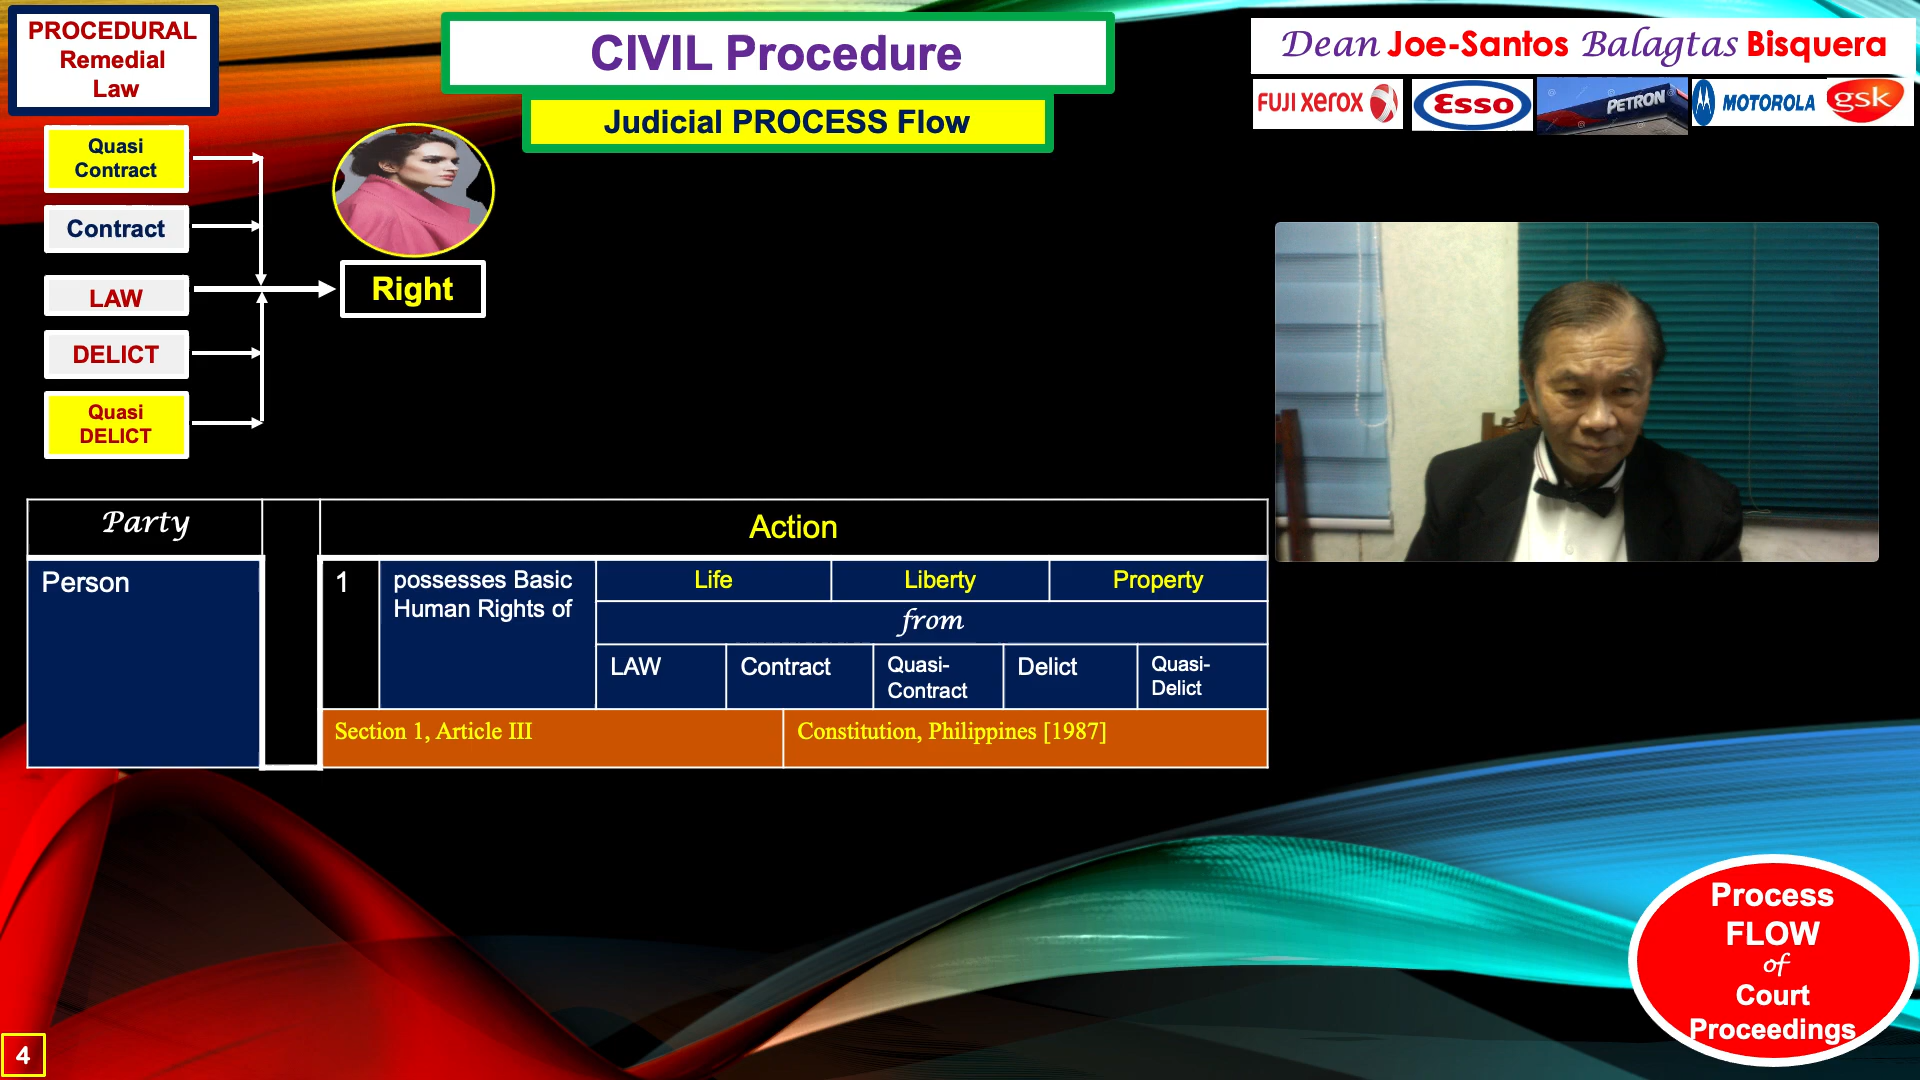 PROCEDURAL
Remedial
Law
CIVIL Procedure
Judicial PROCESS Flow
Dean Joe-Santos Balagtas Bisquera
FUJI XEROX
Esso
PETRON
MOTOROLA
gsk
Quasi
Contract
Contract
LAW
DELICT
Quasi
DELICT
Right
Party
Action
Person
1
possesses Basic
Human Rights of
Life
Liberty
Property
from
LAW
Contract
Quasi-
Contract
Delict
Quasi-
Delict
Section 1, Article III
Constitution, Philippines [1987]
Process
FLOW
of
Court
Proceedings
4